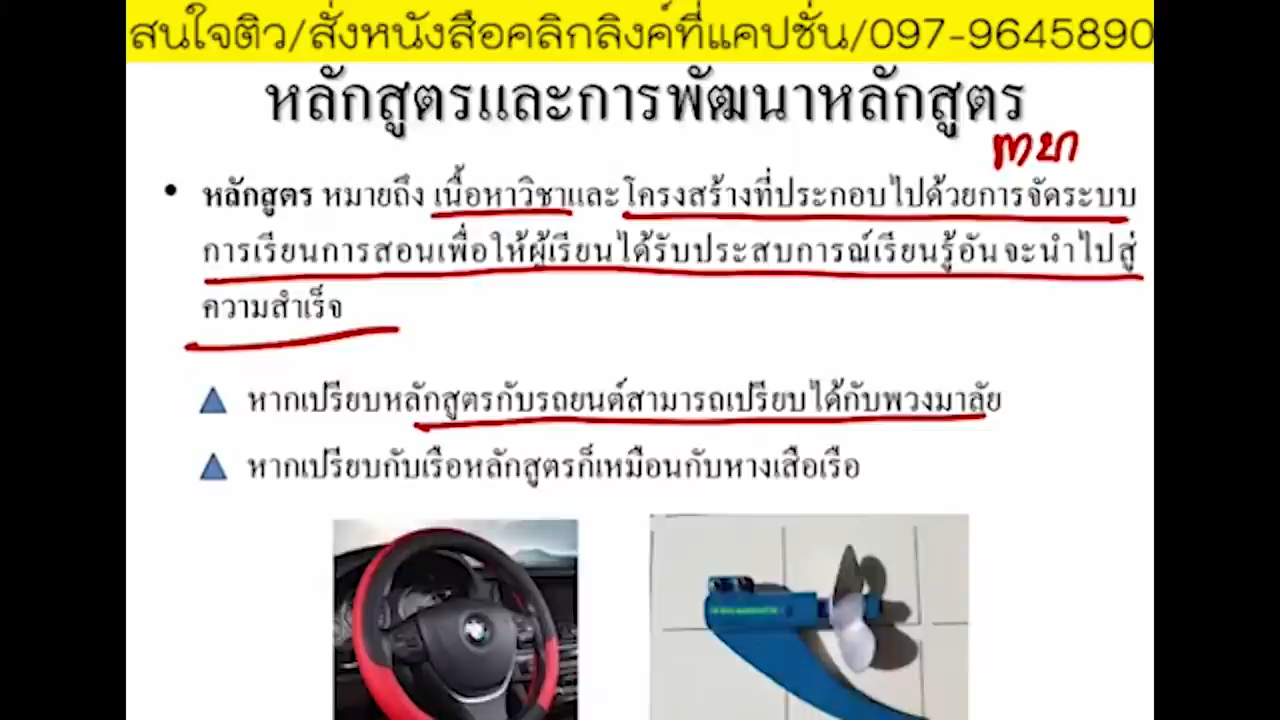 สนใจติว/สั่งหนังสือคลิกลิงค์ที่แคปชั่น/097-9645890
หลักสูตรและการพัฒนาหลักสูตร
• หลักสูตร หมายถึง เนื้อหาวิชาและโครงสร้างที่ประกอบไปด้วยการจัดระบบ
การเรียนการสอนเพื่อให้ผู้เรียนได้รับประสบการณ์เรียนรู้อันจะนำไปสู่
ความสำเร็จ
หากเปรียบหลักสูตรกับรถยนต์สามารถเปรียบได้กับพวงมาลัย
หากเปรียบกับเรือหลักสูตรก็เหมือนกับหางเสือเรือ